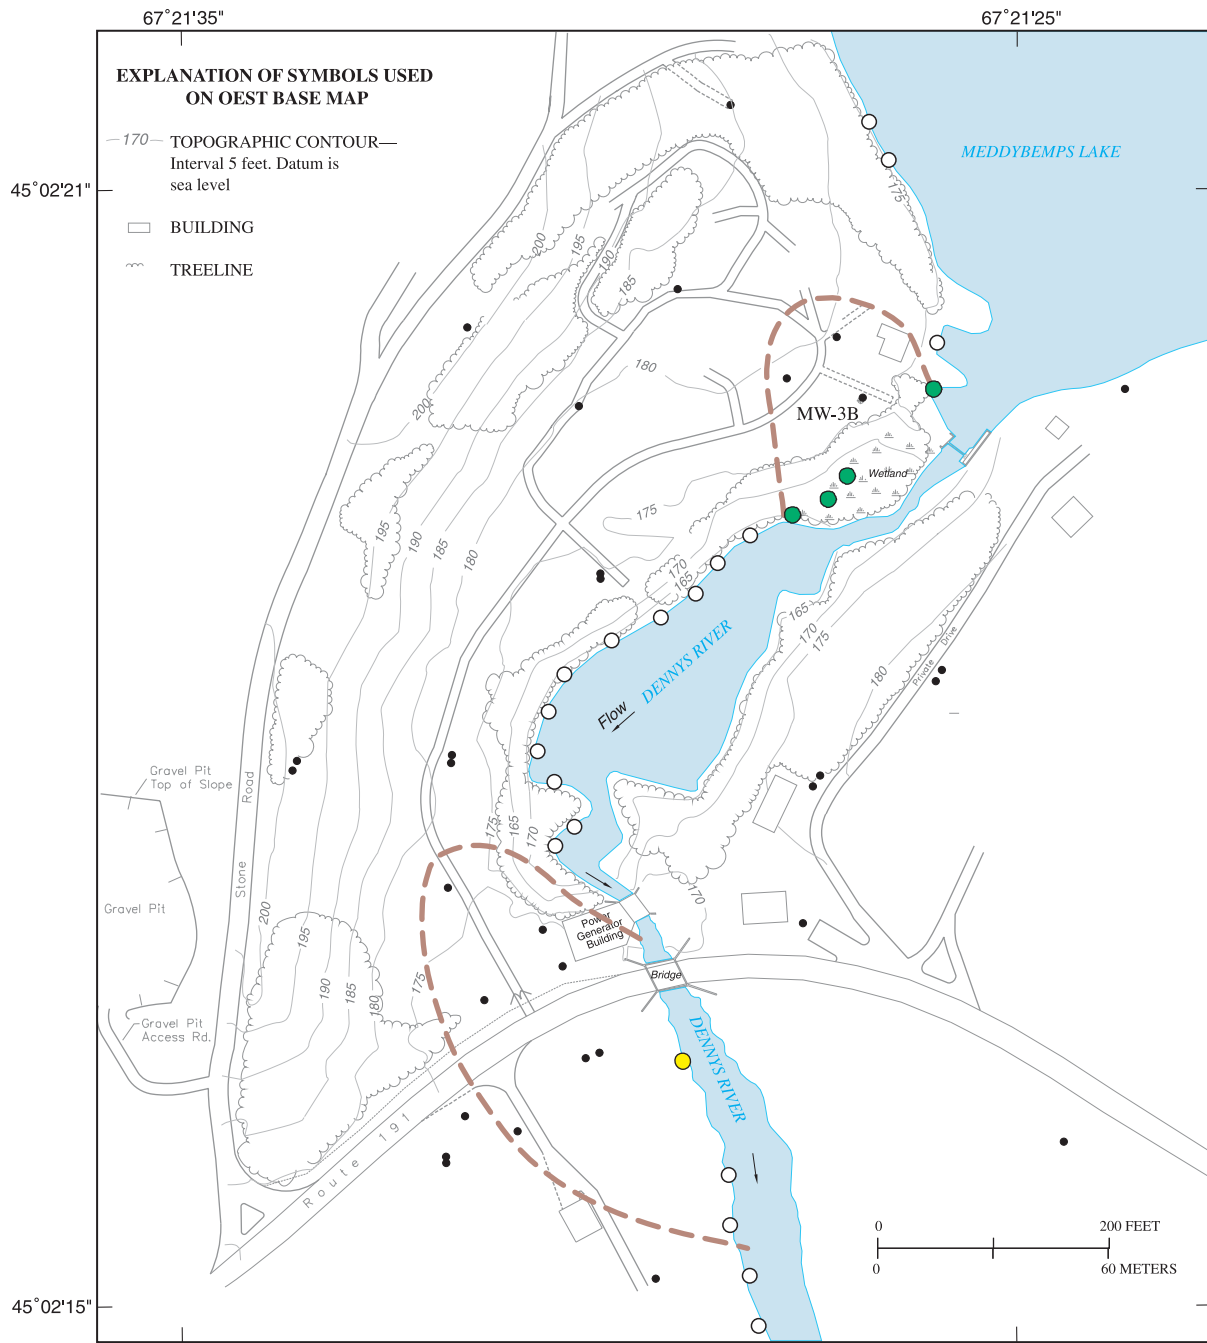 67˚21'35"
67˚21'25"
EXPLANATION OF SYMBOLS USED
ON OEST BASE MAP
170
TOPOGRAPHIC CONTOUR—
Interval 5 feet. Datum is
sea level
MEDDYBEMPS LAKE
45˚02'21"
175
BUILDING
TREELINE
200
195
190
185
180
200
MW-3B
Wetland
175
195
190
185
180
170
165
165
170
175
DENNYS RIVER
Flow
180
Private Drive
Gravel Pit
Top of Slope
Stone Road
175
165
170
Gravel Pit
200
195
190
185
180
175
170
Power
Generator
Building
Bridge
Gravel Pit
Access Rd.
DENNYS RIVER
Route 191
0
200 FEET
0
60 METERS
45˚02'15"